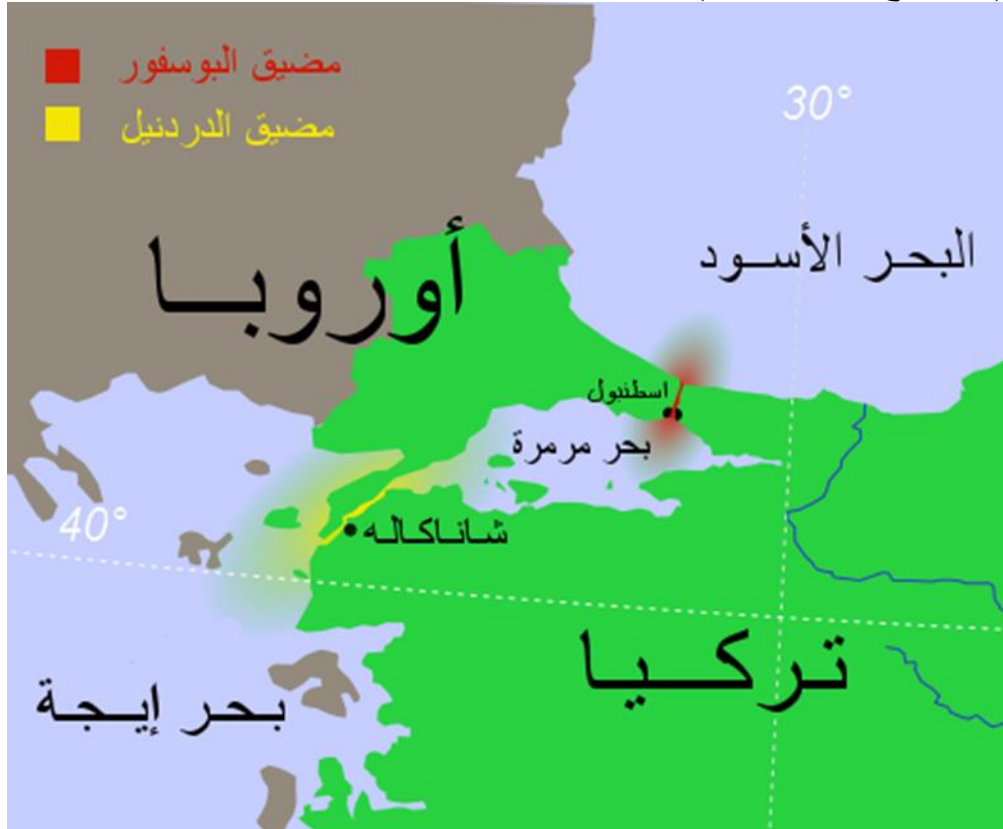 مضيق البوسفور
مضيق الدردنيل
30°
البحر الأسود
أوروبا
اسطنبول
بحر مرمرة
40°
شاناكاله
تركيا
بحر إيجة